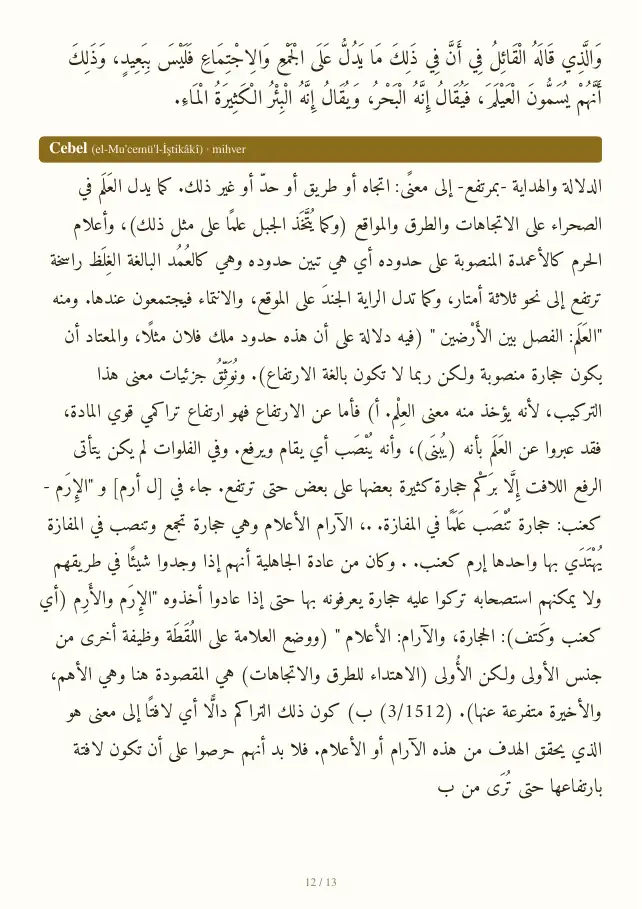 وَالَّذِي قَالَهُ الْقَائِلُ فِي أَنَّ فِي ذَلِكَ مَا يَدُلُّ عَلَى الْجَمْعِ وَالِاجْتِمَاعِ فَلَيْسَ بِبَعِيدٍ، وَذَلِكَ
أَنَّهُمْ يُسَمُّونَ الْعَيْلَمَ، فَيُقَالُ إِنَّهُ الْبَحْرُ، وَيُقَالُ إِنَّهُ الْبِئْرُ الْكَثِيرَةُ الْمَاءِ.
Cebel (el-Mu'cemü'l-İştikâkî) · mihver
الدلالة والهداية -بمرتفع- إلى معنًى: اتجاه أو طريق أو حدّ أو غير ذلك. كما يدل العَلَم في
الصحراء على الاتجاهات والطرق والمواقع (وكما يُتَّخَذ الجبل علمًا على مثل ذلك)، وأعلام
الحرم كالأعمدة المنصوبة على حدوده أي هي تبين حدوده وهي كالعُمُد البالغة الغِلَظ راسخة
ترتفع إلى نحو ثلاثة أمتار، وكما تدل الراية الجندَ على الموقع، والانتماء فيجتمعون عندها. ومنه
"العَلَم: الفصل بين الأَرْضين " (فيه دلالة على أن هذه حدود ملك فلان مثلًا، والمعتاد أن
يكون حجارة منصوبة ولكن ربما لا تكون بالغة الارتفاع). ونُوَثِّقُ جزئيات معنى هذا
التركيب، لأنه يؤخذ منه معنى العِلْم. أ) فأما عن الارتفاع فهو ارتفاع تراكمي قوي المادة،
فقد عبروا عن العَلَم بأنه (يُبنَى)، وأنه يُنْصَب أي يقام ويرفع. وفي الفلوات لم يكن يتأتى
الرفع اللافت إلَّا بَركْم حجارة كثيرة بعضها على بعض حتى ترتفع. جاء في [ل أرم] و "الإرَم -
كعنب: حجارة تُنْصَب عَلَمًا في المفازة. .، الآرام الأعلام وهي حجارة تجمع وتنصب في المفازة
يُهْتَدَي بها واحدها إرم كعنب. . وكان من عادة الجاهلية أنهم إذا وجدوا شيئًا في طريقهم
ولا يمكنهم استصحابه تركوا عليه حجارة يعرفونه بها حتى إذا عادوا أخذوه "الإرَم والأَرِم (أي
كعنب وكَتف): الحجارة، والآرام: الأعلام " (ووضع العلامة على اللُقَطَة وظيفة أخرى من
جنس الأولى ولكن الأُولى (الاهتداء للطرق والاتجاهات) هي المقصودة هنا وهي الأهم،
والأخيرة متفرعة عنها). (3/1512) ب) كون ذلك التراكم دالًّا أي لافتًا إلى معنى هو
الذي يحقق الهدف من هذه الآرام أو الأعلام. فلا بد أنهم حرصوا على أن تكون لافتة
بارتفاعها حتى تُرَى من ب
12 / 13